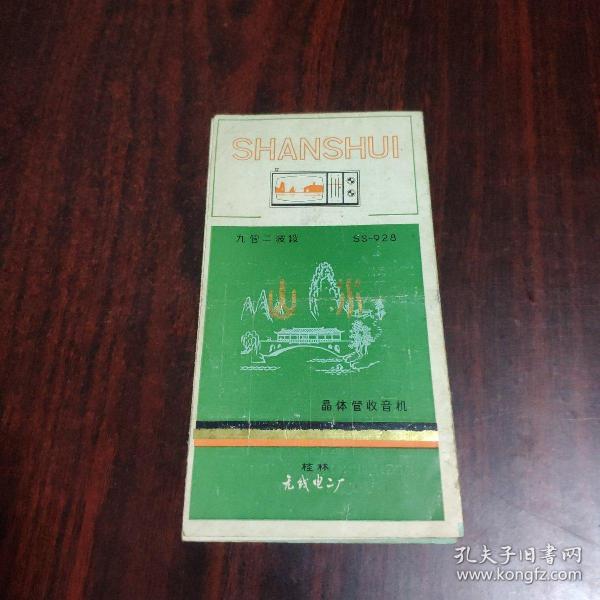 SHANSHUI
九管二波段 SS-928
山水
晶体管收音机
桂林
无线电二厂
孔夫子旧书网
www.kongfz.com